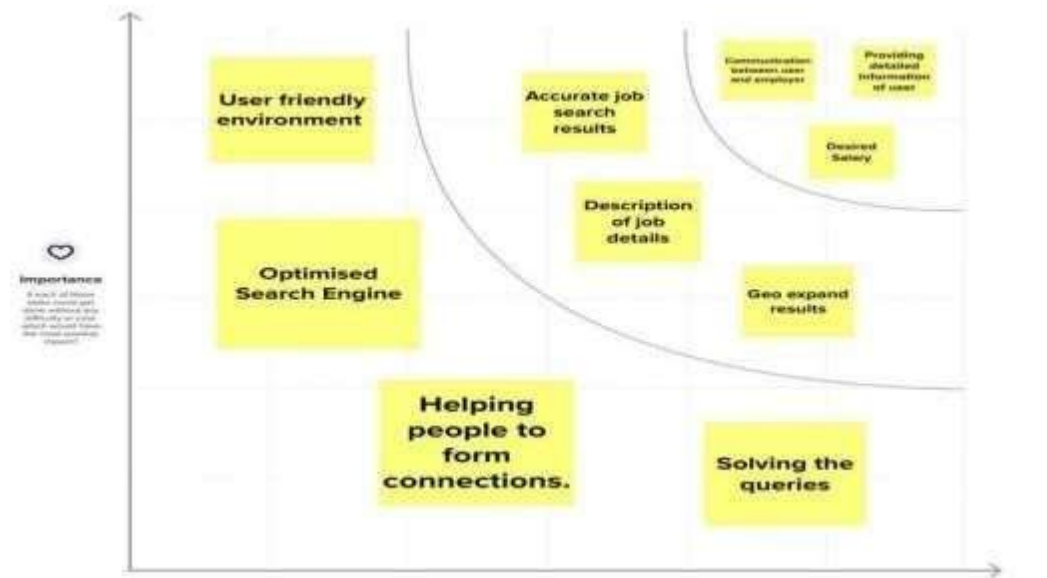 User friendly
environment
Accurate job
search
results
Communication
between user
and employer
Providing
detailed
information
of user
Desired
Salary
Description
of job
details
Optimised
Search Engine
Geo expand
results
Importance
Helping
people to
form
connections.
Solving the
queries